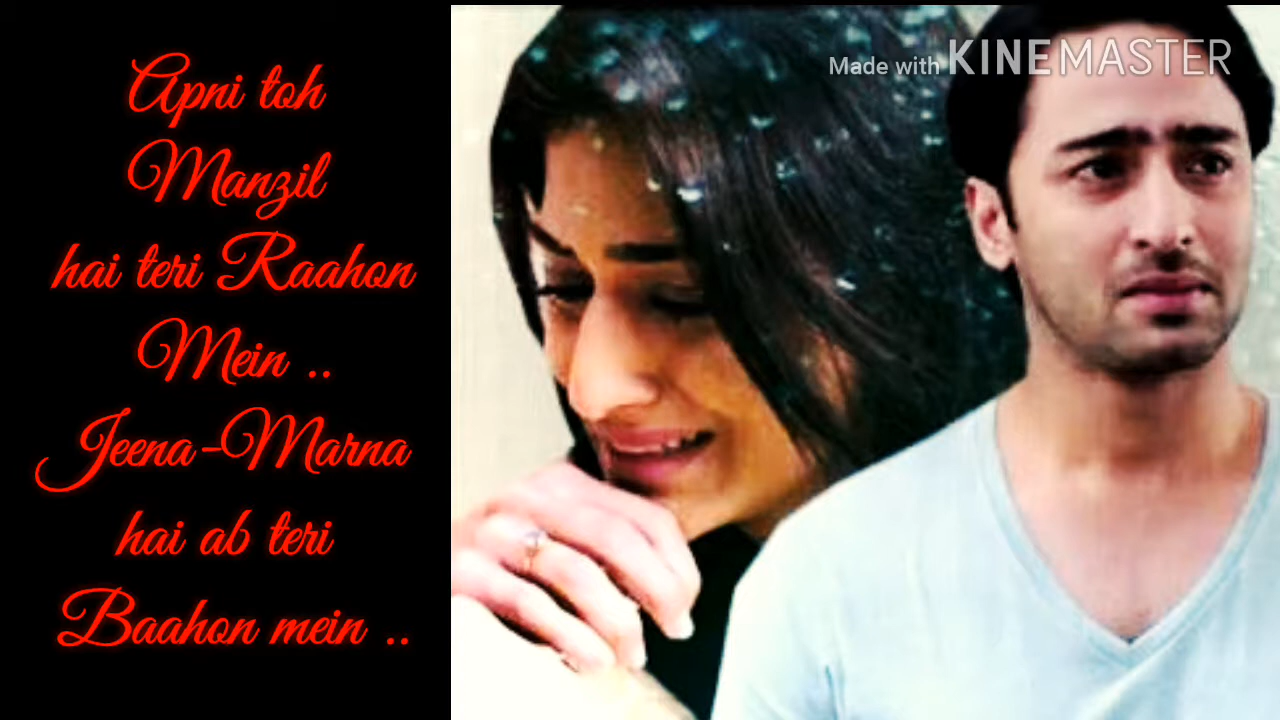 Apni toh
Manzil
hai teri Raahon
Mein ..
Jeena-Marna
hai ab teri
Baahon mein ..
Made with KINEMASTER